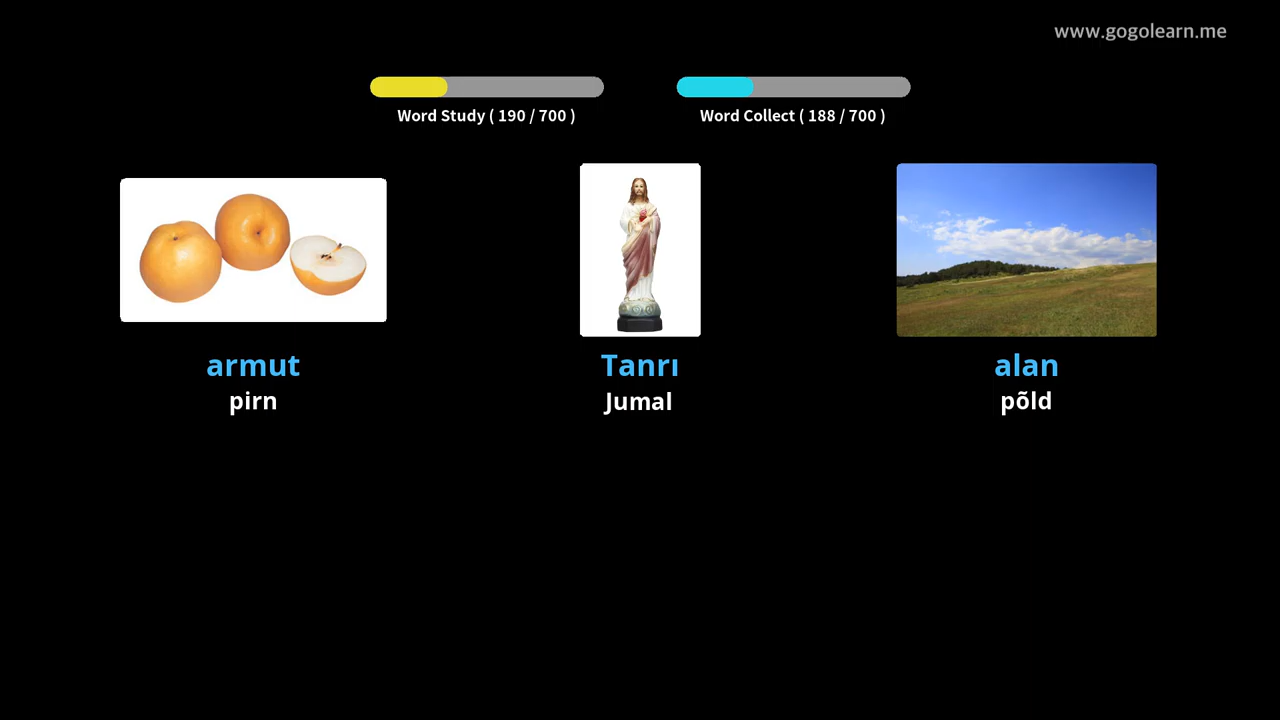 www.gogolearn.me
Word Study ( 190 / 700 )
Word Collect ( 188 / 700 )
armut
pirn
Tanrı
Jumal
alan
põld